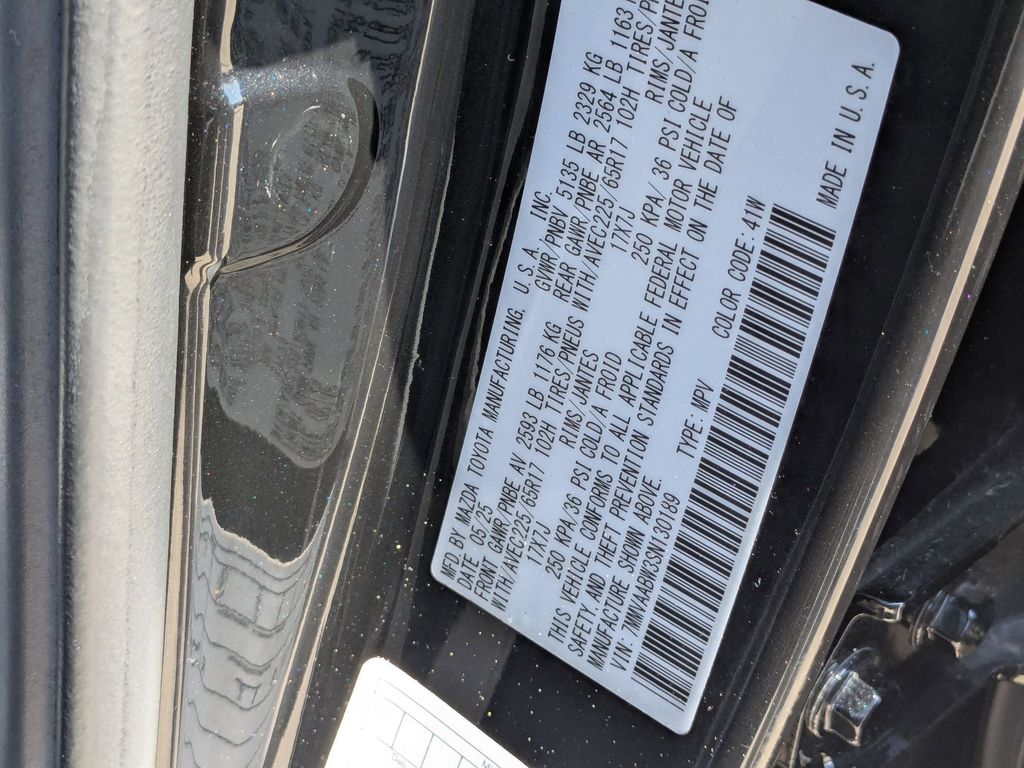 MFD.BY MAZDA TOYOTA MANUFACTURING, U. S. A., INC.
DATE 05/25 GVWR/PNBV 5135 LB 2329 KG
FRONT GAWR/PNBE AV 2593 LB 1176 KG REAR GAWR/PNBE AR 2564 LB 1163
WITH/AVEC225/65R17 102H TIRES/PNEUS WITH/AVEC225/65R17 102H TIRES/
17X7J RIMS/JANTES 17X7J RIMS/JANTE
250 KPA/36 PSI COLD/A FROID 250 KPA/ 36 PSI COLD/A FROI
THIS VEHICLE CONFORMS TO ALL APPLICABLE FEDERAL MOTOR VEHICLE
SAFETY, AND THEFT PREVENTION STANDARDS IN EFFECT ON THE DATE OF
MANUFACTURE SHOWN ABOVE.
VIN: TYPE: MPV COLOR CODE: 41W
MADE IN U. S. A.